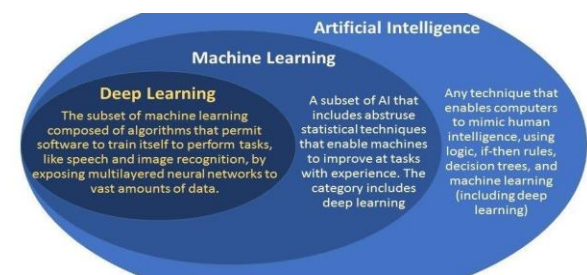 Artificial Intelligence
Machine Learning
Deep Learning
The subset of machine learning
composed of algorithms that permit
software to train itself to perform tasks,
like speech and image recognition, by
exposing multilayered neural networks to
vast amounts of data.
A subset of AI that
includes abstruse
statistical techniques
that enable machines
to improve at tasks
with experience. The
category includes
deep learning
Any technique that
enables computers
to mimic human
intelligence, using
logic, if-then rules,
decision trees, and
machine learning
(including deep
learning)